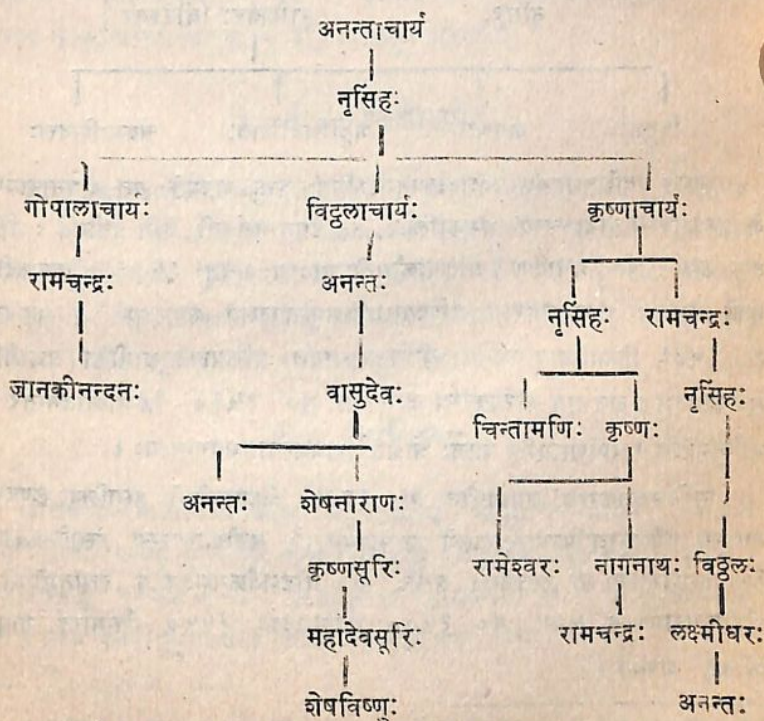 अनन्ताचार्य
नृसिंहः
गोपालाचार्यः विठ्ठलाचार्यः कृष्णाचार्यः
रामचन्द्रः अनन्तः
नृसिंहः रामचन्द्रः
जानकीनन्दनः वासुदेवः नृसिंहः
चिन्तामणिः कृष्णः
अनन्तः शेषनाराणः
कृष्णसूरिः रामेश्वरः नागनाथः विठ्ठलः
महादेवसूरिः रामचन्द्रः लक्ष्मीधरः
शेषविष्णुः अनन्तः